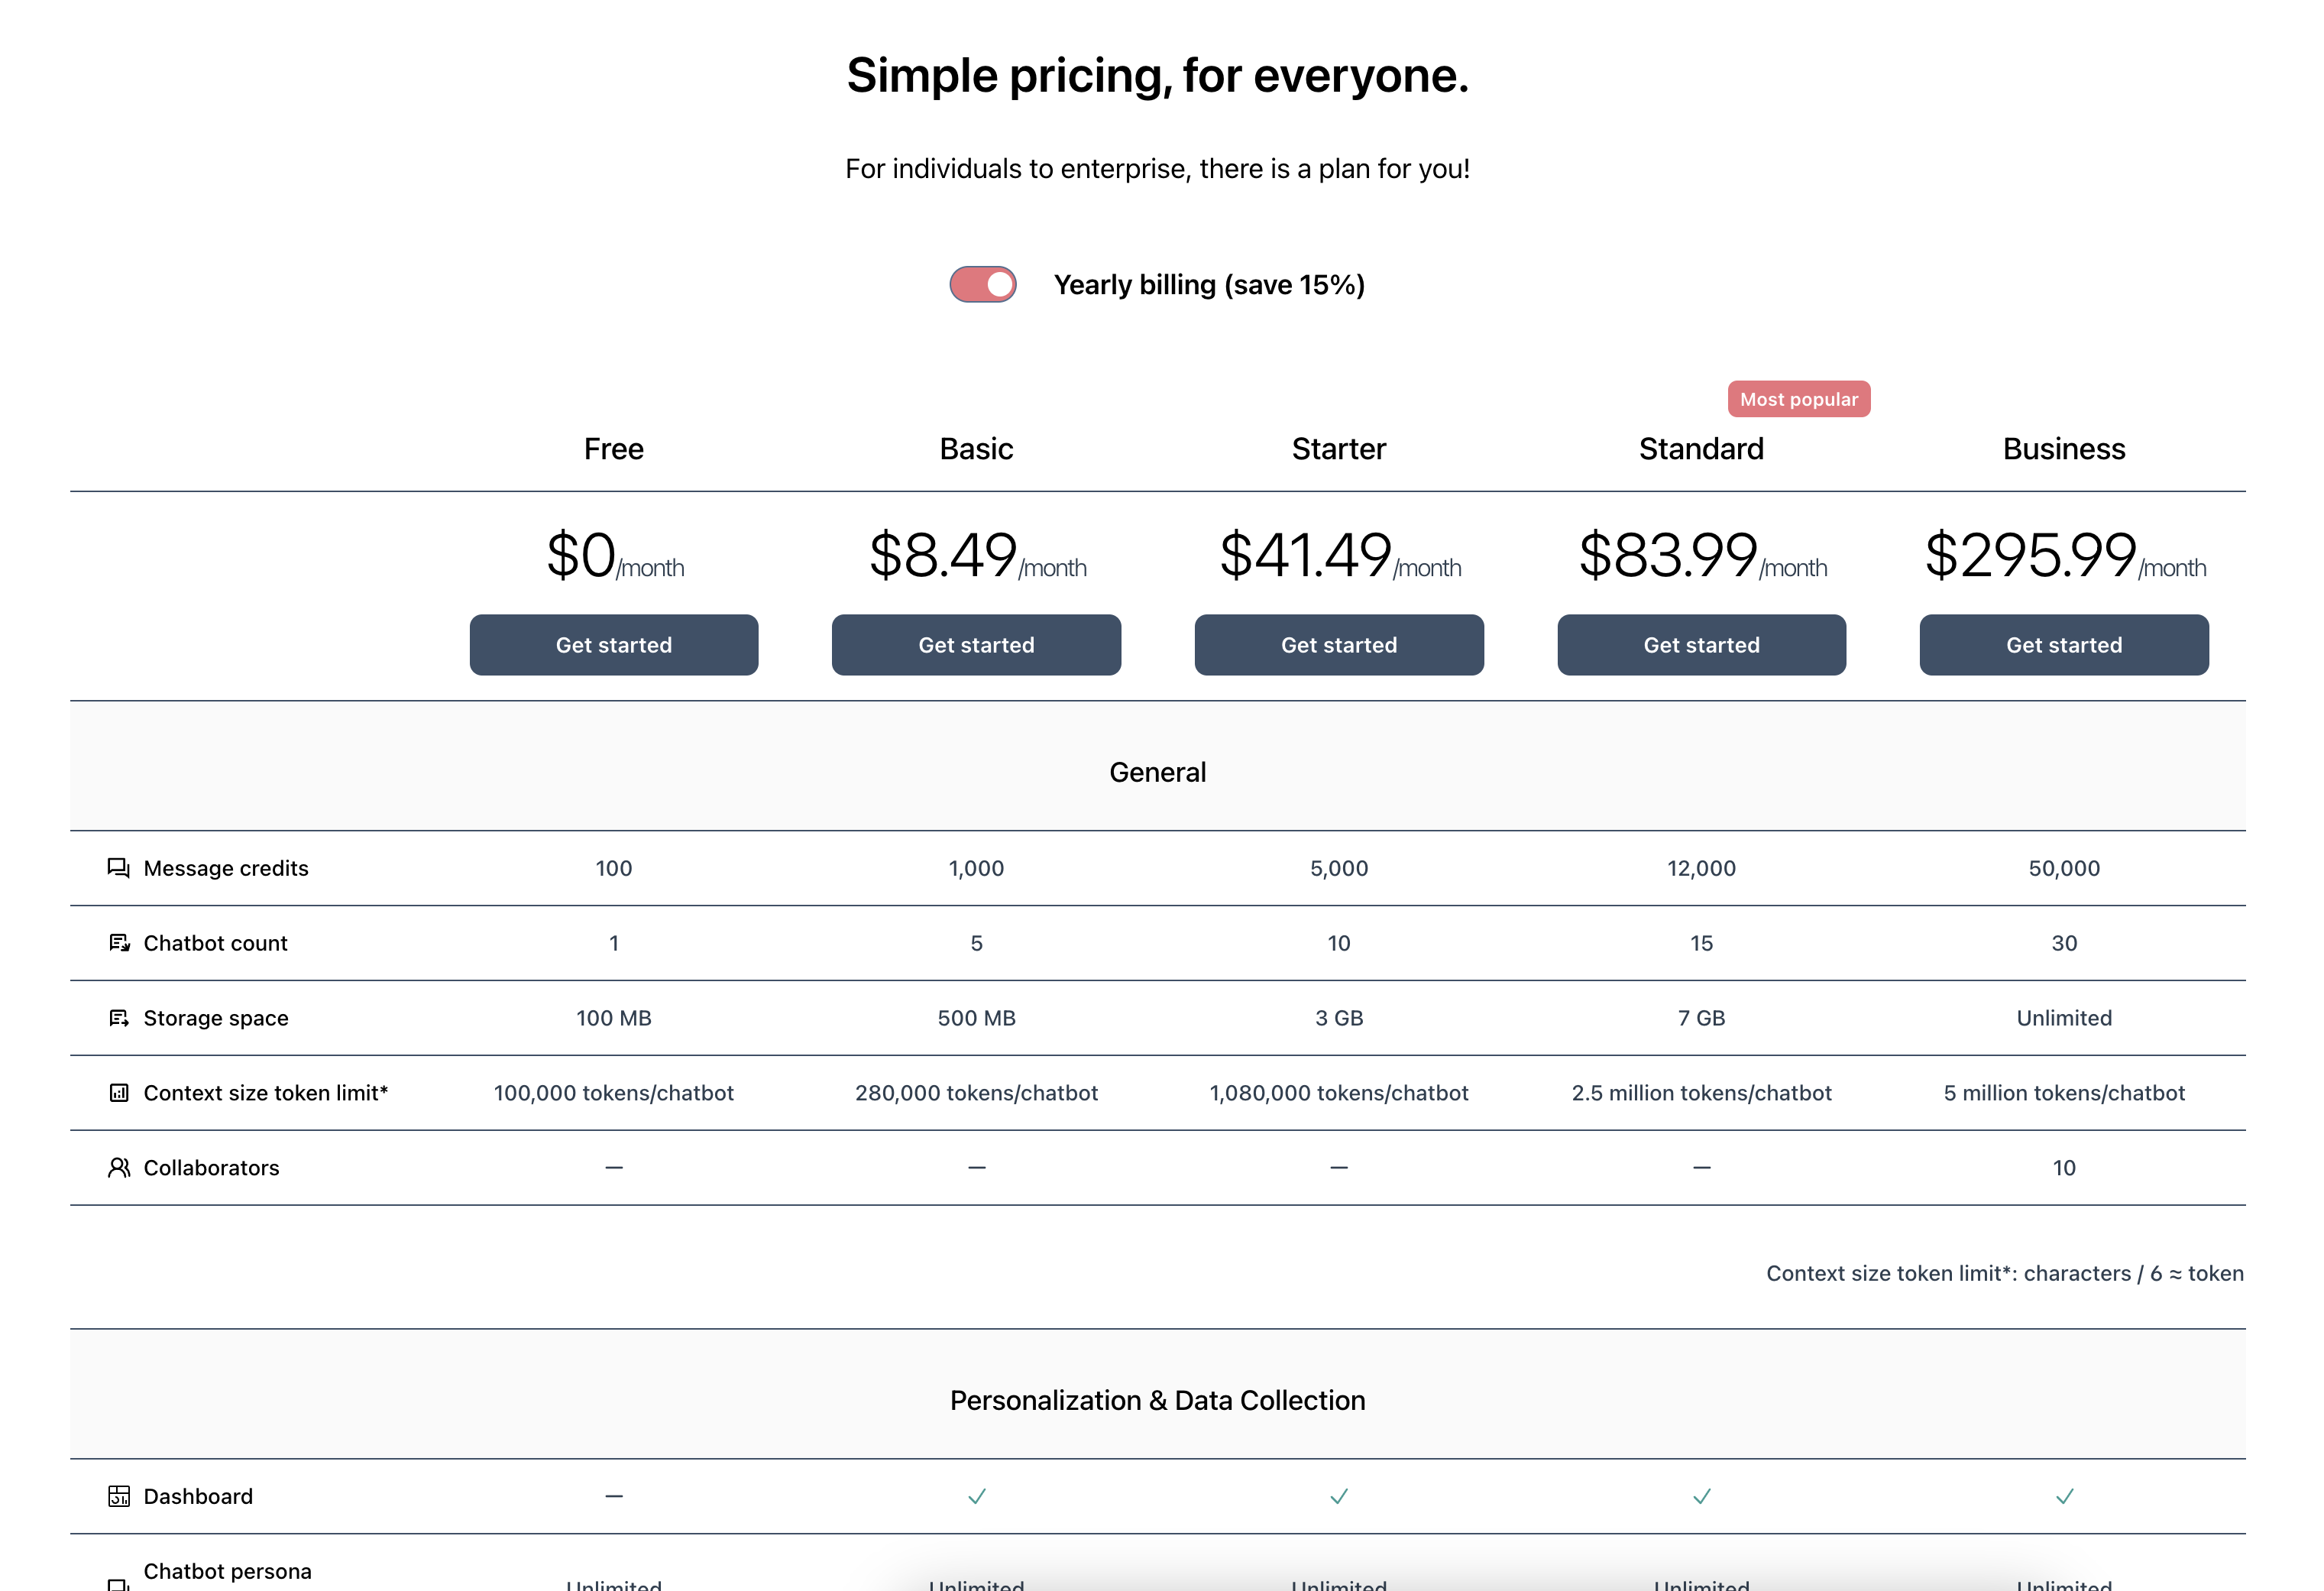 Simple pricing, for everyone.
For individuals to enterprise, there is a plan for you!
Yearly billing (save 15%)
Most popular
Free Basic Starter Standard Business
$0/month $8.49/month $41.49/month $83.99/month $295.99/month
Get started Get started Get started Get started Get started
General
Message credits 100 1,000 5,000 12,000 50,000
Chatbot count 1 5 10 15 30
Storage space 100 MB 500 MB 3 GB 7 GB Unlimited
Context size token limit* 100,000 tokens/chatbot 280,000 tokens/chatbot 1,080,000 tokens/chatbot 2.5 million tokens/chatbot 5 million tokens/chatbot
Collaborators — — — — 10
Context size token limit*: characters / 6 ≈ token
Personalization & Data Collection
Dashboard — ✓ ✓ ✓ ✓
Chatbot persona
Unlimited Unlimited Unlimited Unlimited Unlimited